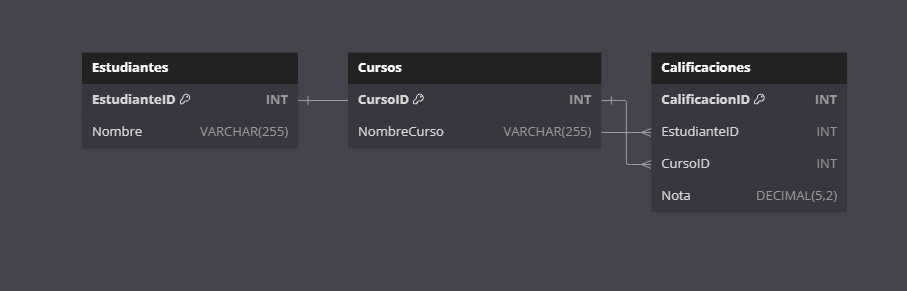 Estudiantes
EstudianteID INT
Nombre VARCHAR(255)
Cursos
CursoID INT
NombreCurso VARCHAR(255)
Calificaciones
CalificacionID INT
EstudianteID INT
CursoID INT
Nota DECIMAL(5,2)